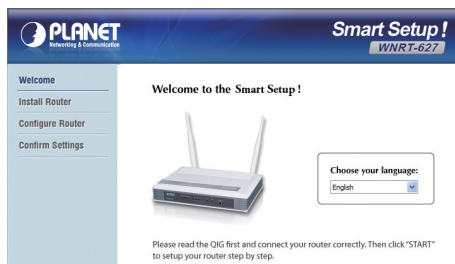 PLANET
Networking & Communication
Smart Setup !
WNRT-627
Welcome
Install Router
Configure Router
Confirm Settings
Welcome to the Smart Setup !
Choose your language:
English
Please read the QIG first and connect your router correctly. Then click "START"
to setup your router step by step.